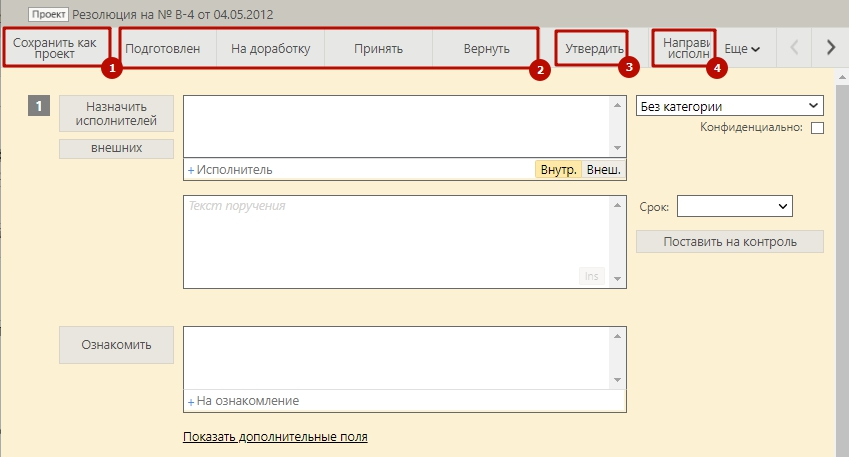 Проект Резолюция на № В-4 от 04.05.2012
Сохранить как
проект
Подготовлен На доработку Принять Вернуть Утвердить
Направи
исполн
Еще
1 2 3 4
1 Назначить
исполнителей
внешних
Без категории
Конфиденциально:
+ Исполнитель Внутр. Внеш.
Текст поручения
Срок:
Поставить на контроль
Ins
Ознакомить
+ На ознакомление
Показать дополнительные поля